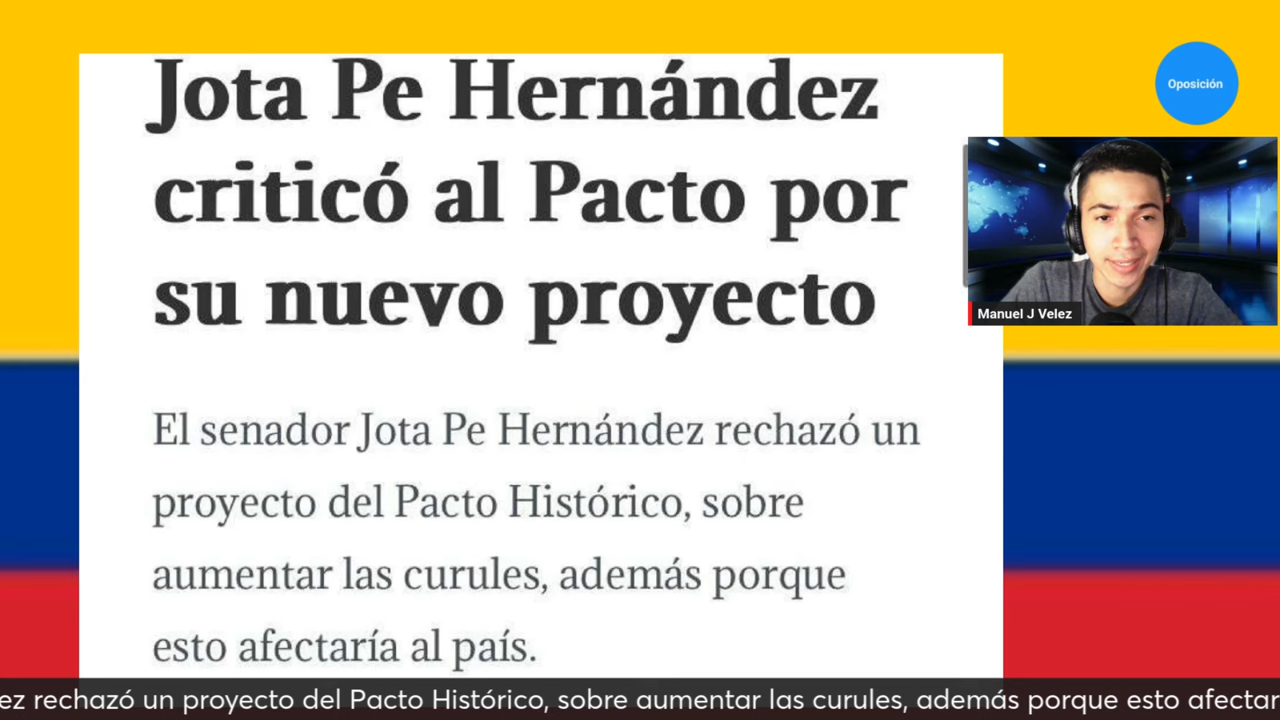 Jota Pe Hernández
criticó al Pacto por
su nuevo proyecto
El senador Jota Pe Hernández rechazó un
proyecto del Pacto Histórico, sobre
aumentar las curules, además porque
esto afectaría al país.
Oposición
Manuel J Velez
ez rechazó un proyecto del Pacto Histórico, sobre aumentar las curules, además porque esto afectar